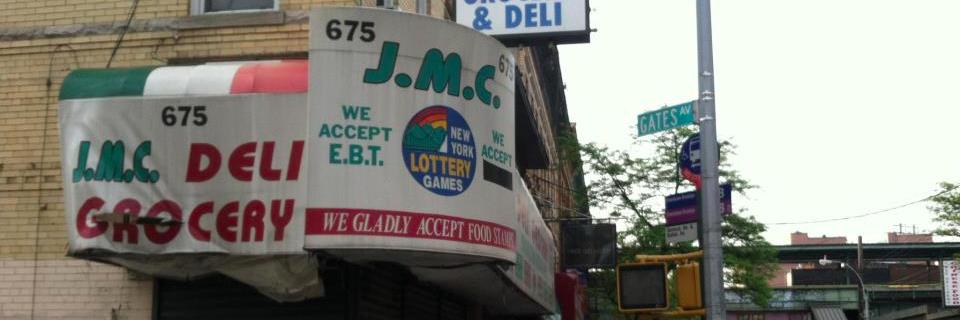 & DELI
675
J.M.C.
675
WE
ACCEPT
E.B.T.
NEW
YORK
LOTTERY
GAMES
WE
ACCEPT
WE GLADLY ACCEPT FOOD STAMPS
675
J.M.C. DELI
GROCERY
GATES AV